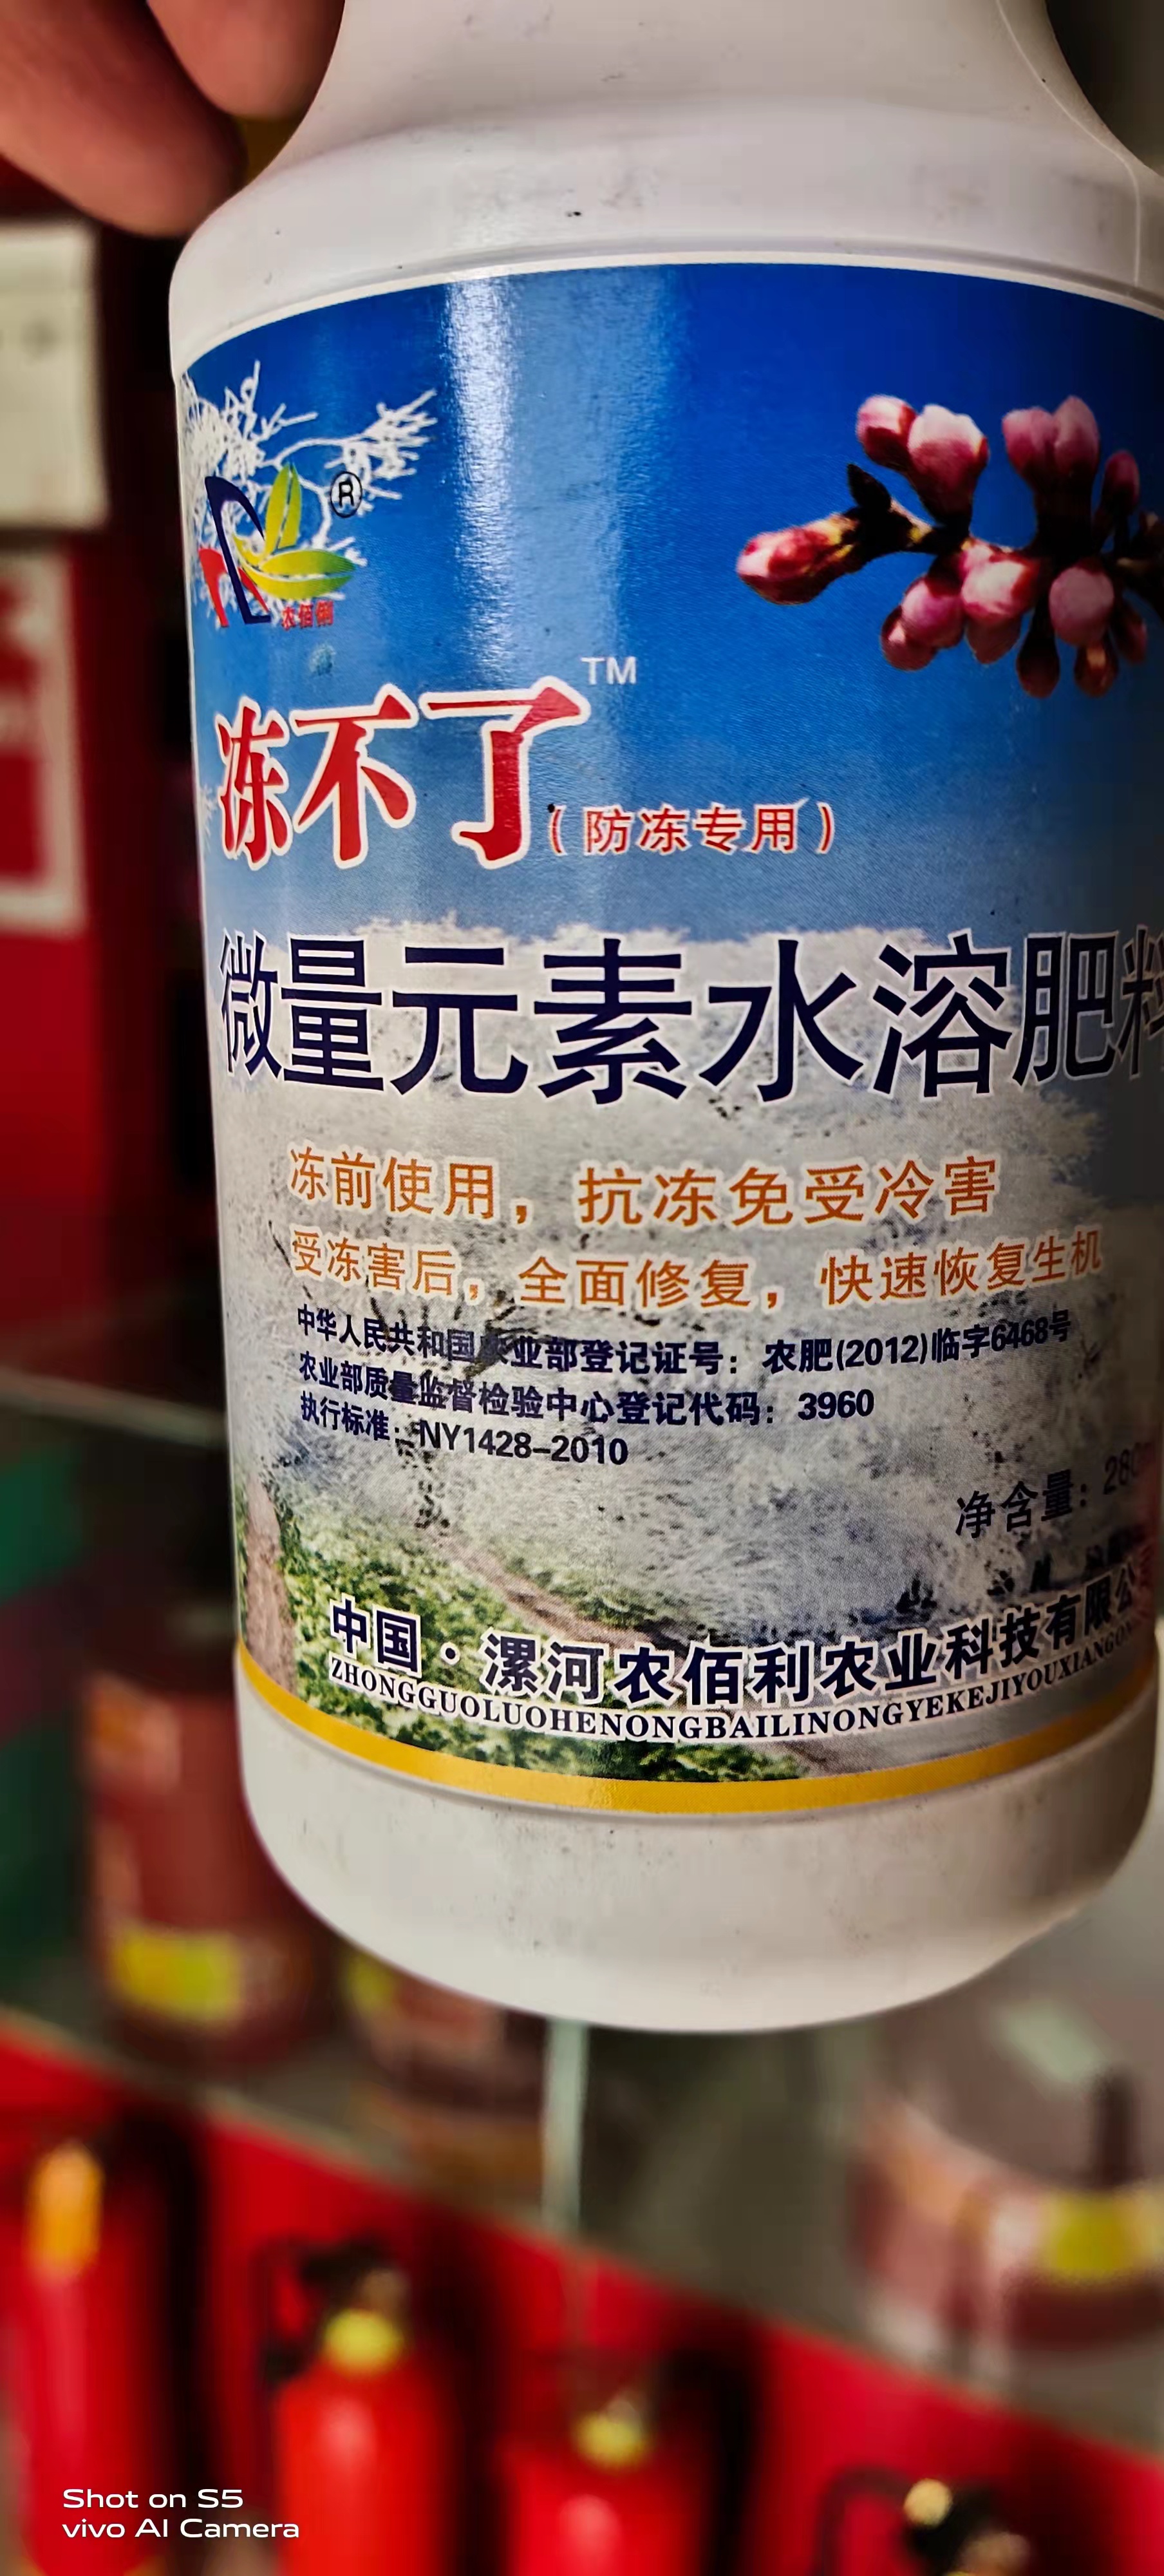 ®
农佰利
冻不了™
(防冻专用)
微量元素水溶肥料
冻前使用,抗冻免受冷害
受冻害后,全面修复,快速恢复生机
中华人民共和国农业部登记证号:农肥(2012)临字6468号
农业部质量监督检验中心登记代码:3960
执行标准:NY1428-2010
净含量:
中国·漯河农佰利农业科技有限公
ZHONGGUOLUOHENONGBAILINONGYEKEJIYOUXIANGO
Shot on S5
vivo AI Camera